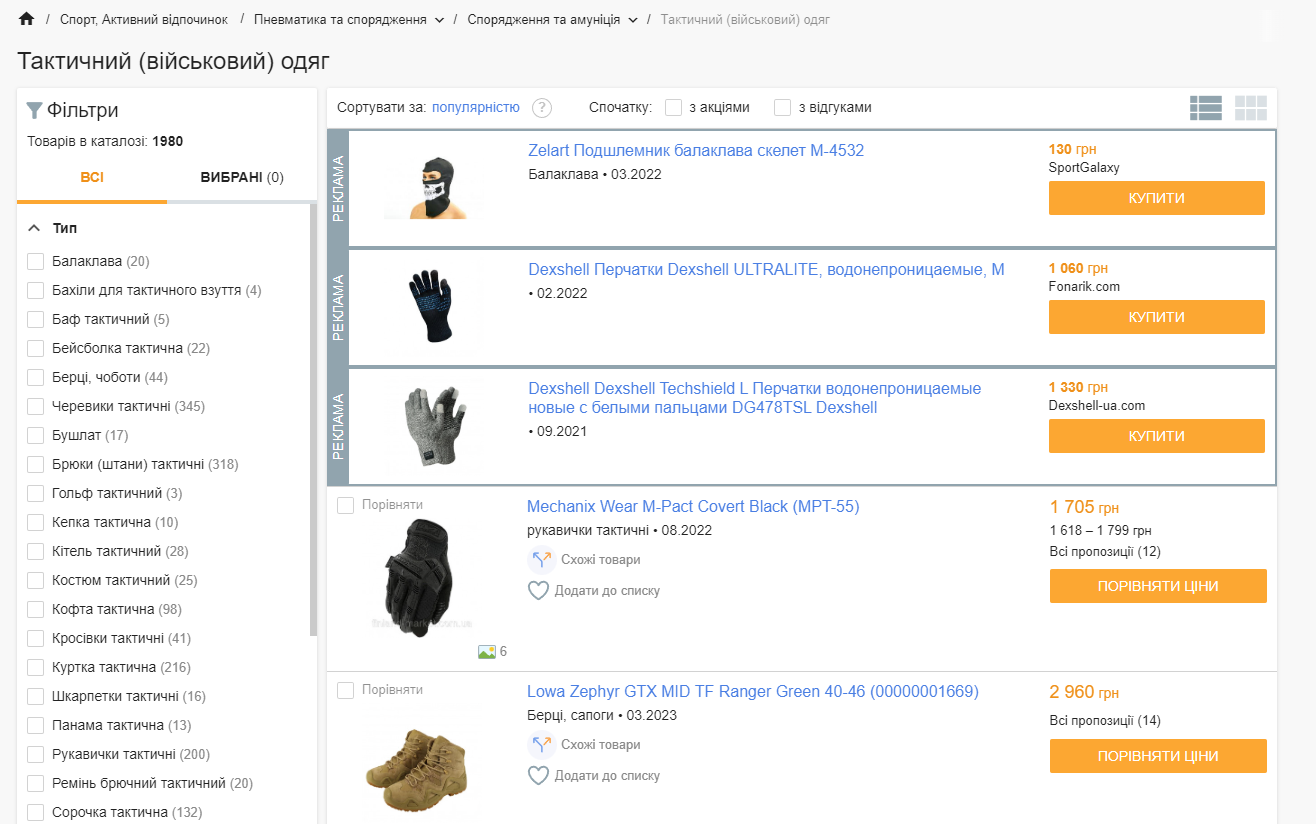 / Спорт, Активний відпочинок / Пневматика та спорядження / Спорядження та амуніція / Тактичний (військовий) одяг
Тактичний (військовий) одяг
Фільтри
Товарів в каталозі: 1980
ВСІ ВИБРАНІ (0)
Тип
Балаклава (20)
Бахіли для тактичного взуття (4)
Баф тактичний (5)
Бейсболка тактична (22)
Берці, чоботи (44)
Черевики тактичні (345)
Бушлат (17)
Брюки (штани) тактичні (318)
Гольф тактичний (3)
Кепка тактична (10)
Кітель тактичний (28)
Костюм тактичний (25)
Кофта тактична (98)
Кросівки тактичні (41)
Куртка тактична (216)
Шкарпетки тактичні (16)
Панама тактична (13)
Рукавички тактичні (200)
Ремінь брючний тактичний (20)
Сорочка тактична (132)
Сортувати за: популярністю ? Спочатку: з акціями з відгуками
РЕКЛАМА
Zelart Подшлемник балаклава скелет M-4532
Балаклава • 03.2022
130 грн
SportGalaxy
КУПИТИ
РЕКЛАМА
Dexshell Перчатки Dexshell ULTRALITE, водонепроницаемые, M
• 02.2022
1 060 грн
Fonarik.com
КУПИТИ
РЕКЛАМА
Dexshell Dexshell Techshield L Перчатки водонепроницаемые
новые с белыми пальцами DG478TSL Dexshell
• 09.2021
1 330 грн
Dexshell-ua.com
КУПИТИ
Порівняти
Mechanix Wear M-Pact Covert Black (MPT-55)
рукавички тактичні • 08.2022
Схожі товари
Додати до списку
6
1 705 грн
1 618 – 1 799 грн
Всі пропозиції (12)
ПОРІВНЯТИ ЦІНИ
Порівняти
Lowa Zephyr GTX MID TF Ranger Green 40-46 (00000001669)
Берці, сапоги • 03.2023
Схожі товари
Додати до списку
2 960 грн
Всі пропозиції (14)
ПОРІВНЯТИ ЦІНИ